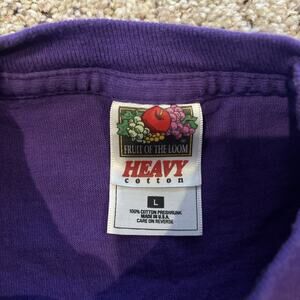 FRUIT OF THE LOOM
HEAVY
cotton
L
100% COTTON PRESHRUNK
MADE IN U.S.A.
CARE ON REVERSE